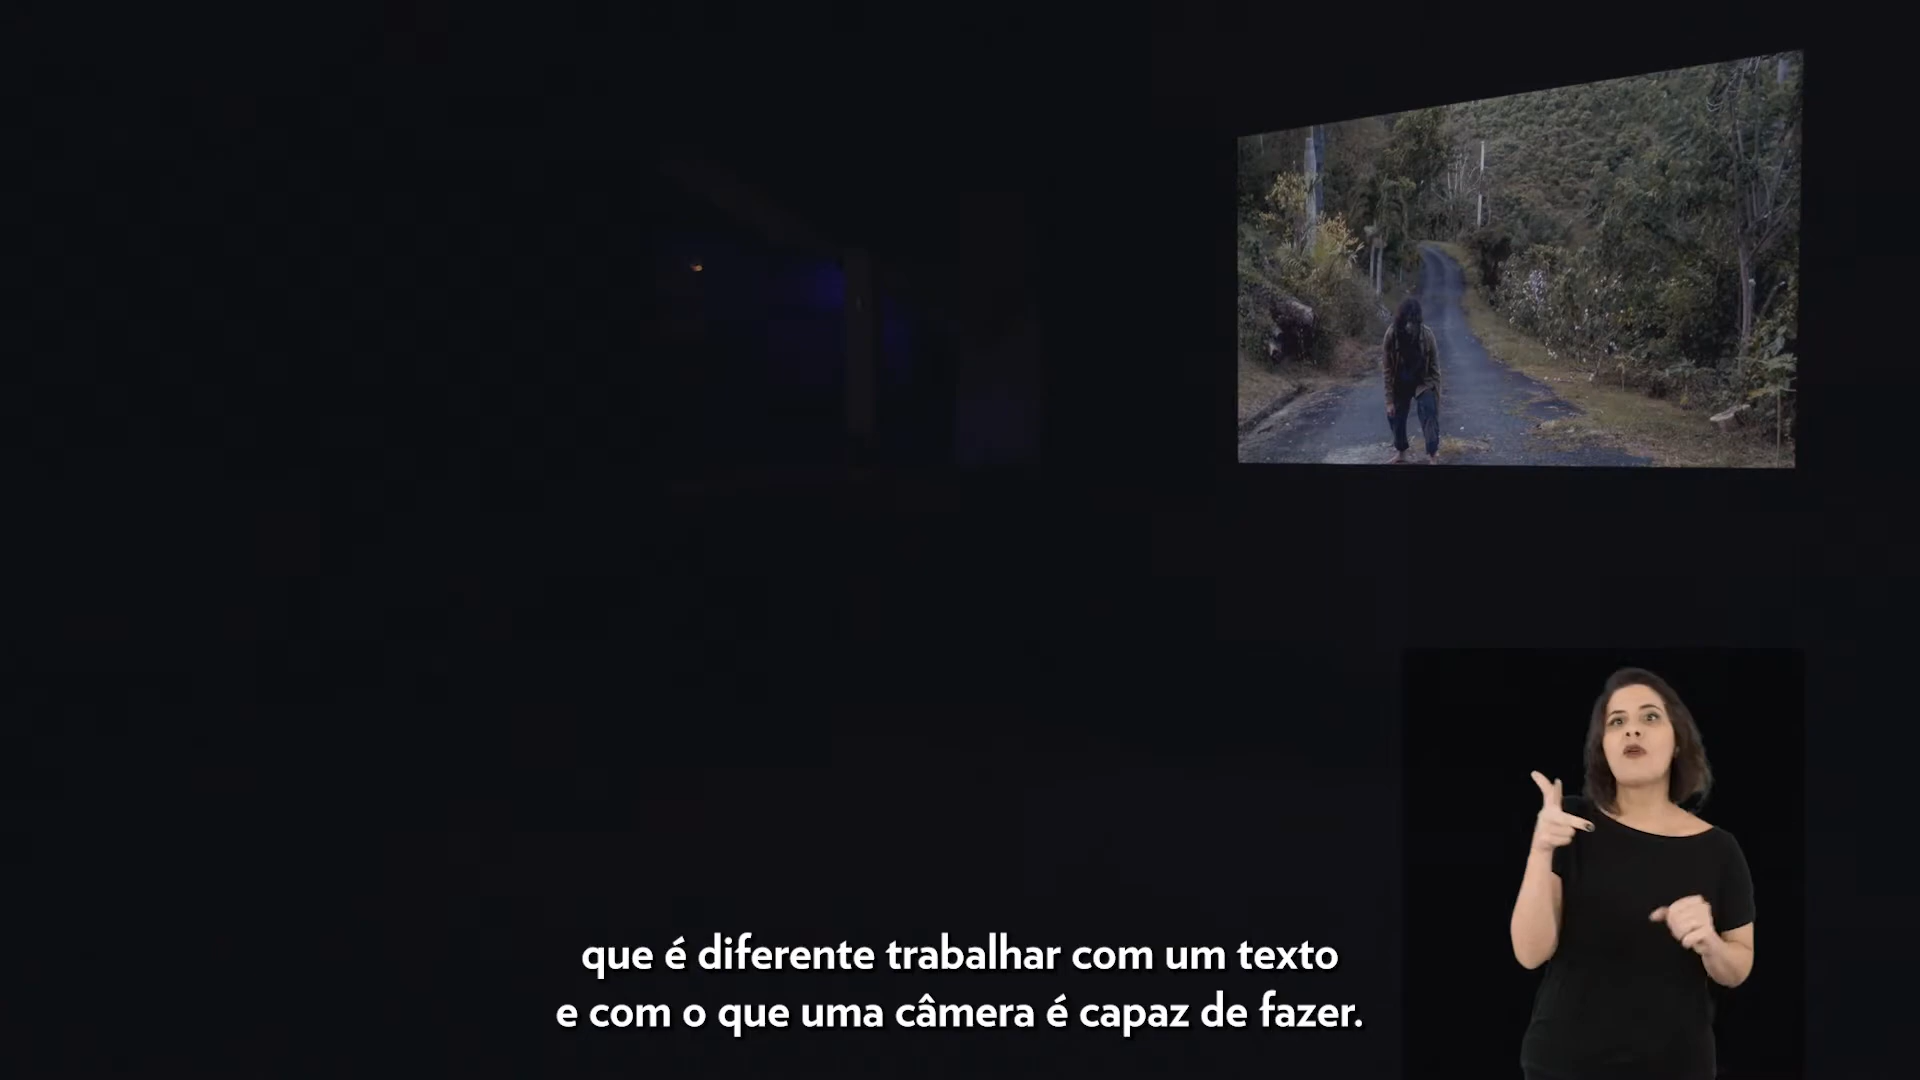 que é diferente trabalhar com um texto
e com o que uma câmera é capaz de fazer.